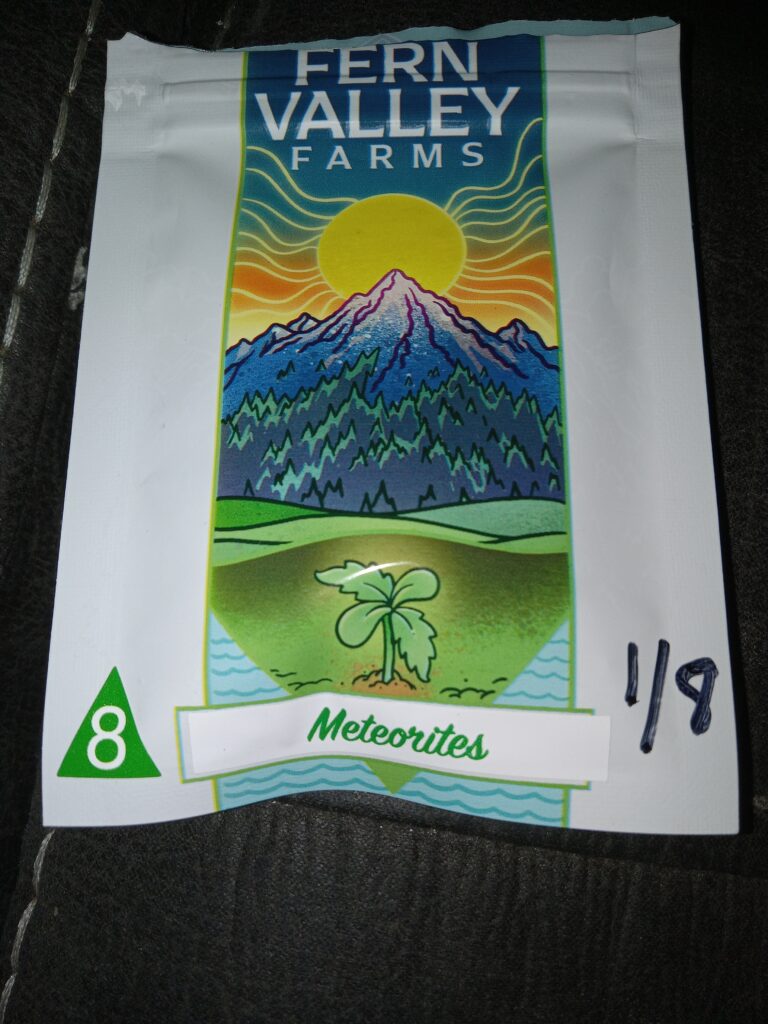 FERN
VALLEY
FARMS
8
Meteorites
1/8